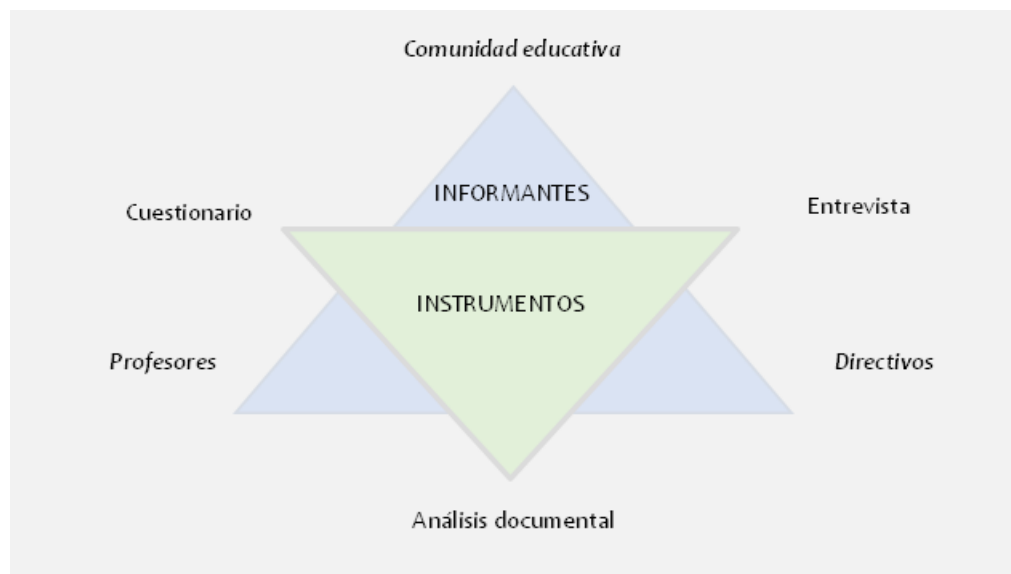 Comunidad educativa
INFORMANTES
Cuestionario
Entrevista
INSTRUMENTOS
Profesores
Directivos
Análisis documental